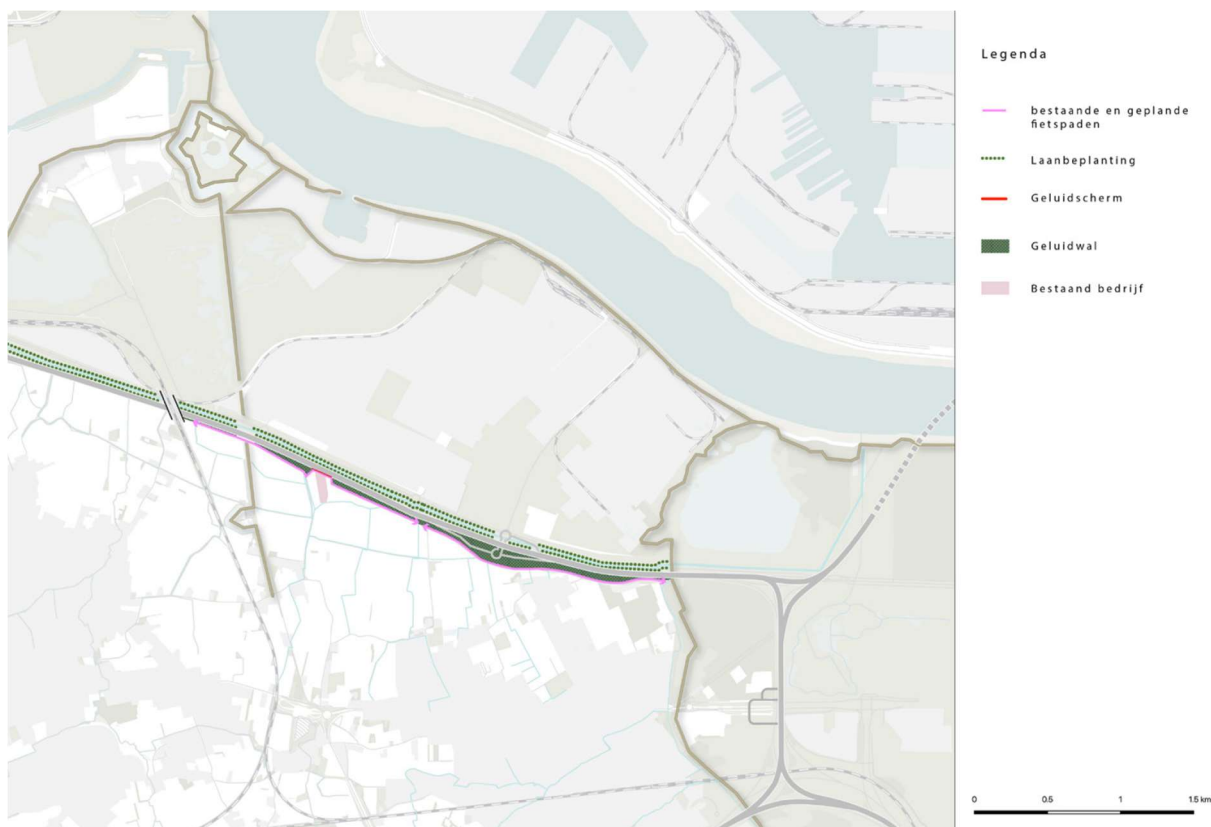 Legenda
bestaande en geplande
fietspaden
Laanbeplanting
Geluidscherm
Geluidwal
Bestaand bedrijf
0 0.5 1 1.5 km